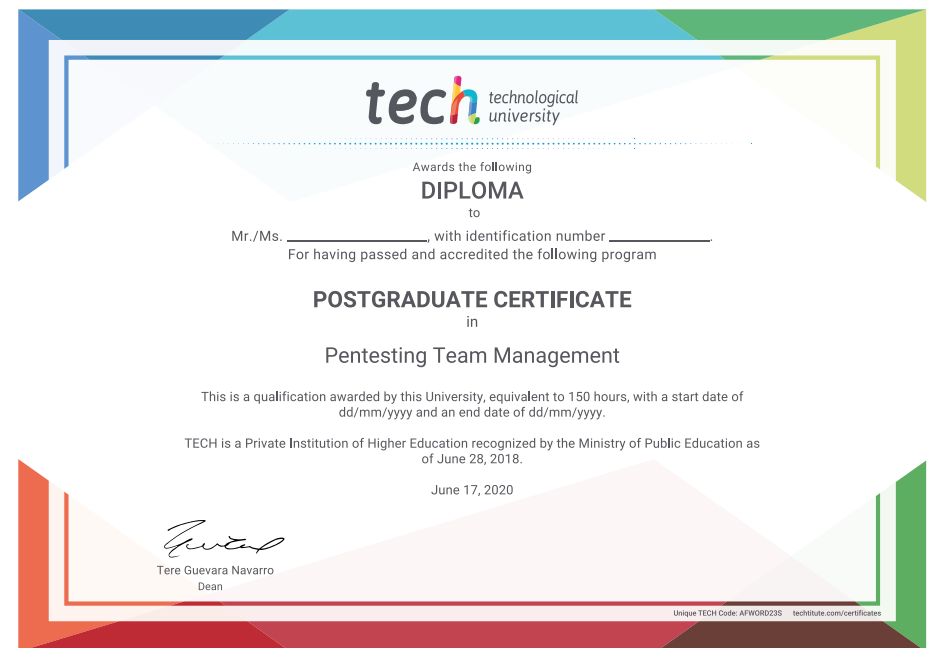 tech technological
university
Awards the following
DIPLOMA
to
Mr./Ms. ____________________, with identification number ______________.
For having passed and accredited the following program
POSTGRADUATE CERTIFICATE
in
Pentesting Team Management
This is a qualification awarded by this University, equivalent to 150 hours, with a start date of
dd/mm/yyyy and an end date of dd/mm/yyyy.
TECH is a Private Institution of Higher Education recognized by the Ministry of Public Education as
of June 28, 2018.
June 17, 2020
Tere Guevara Navarro
Dean
Unique TECH Code: AFWORD23S techtitute.com/certificates